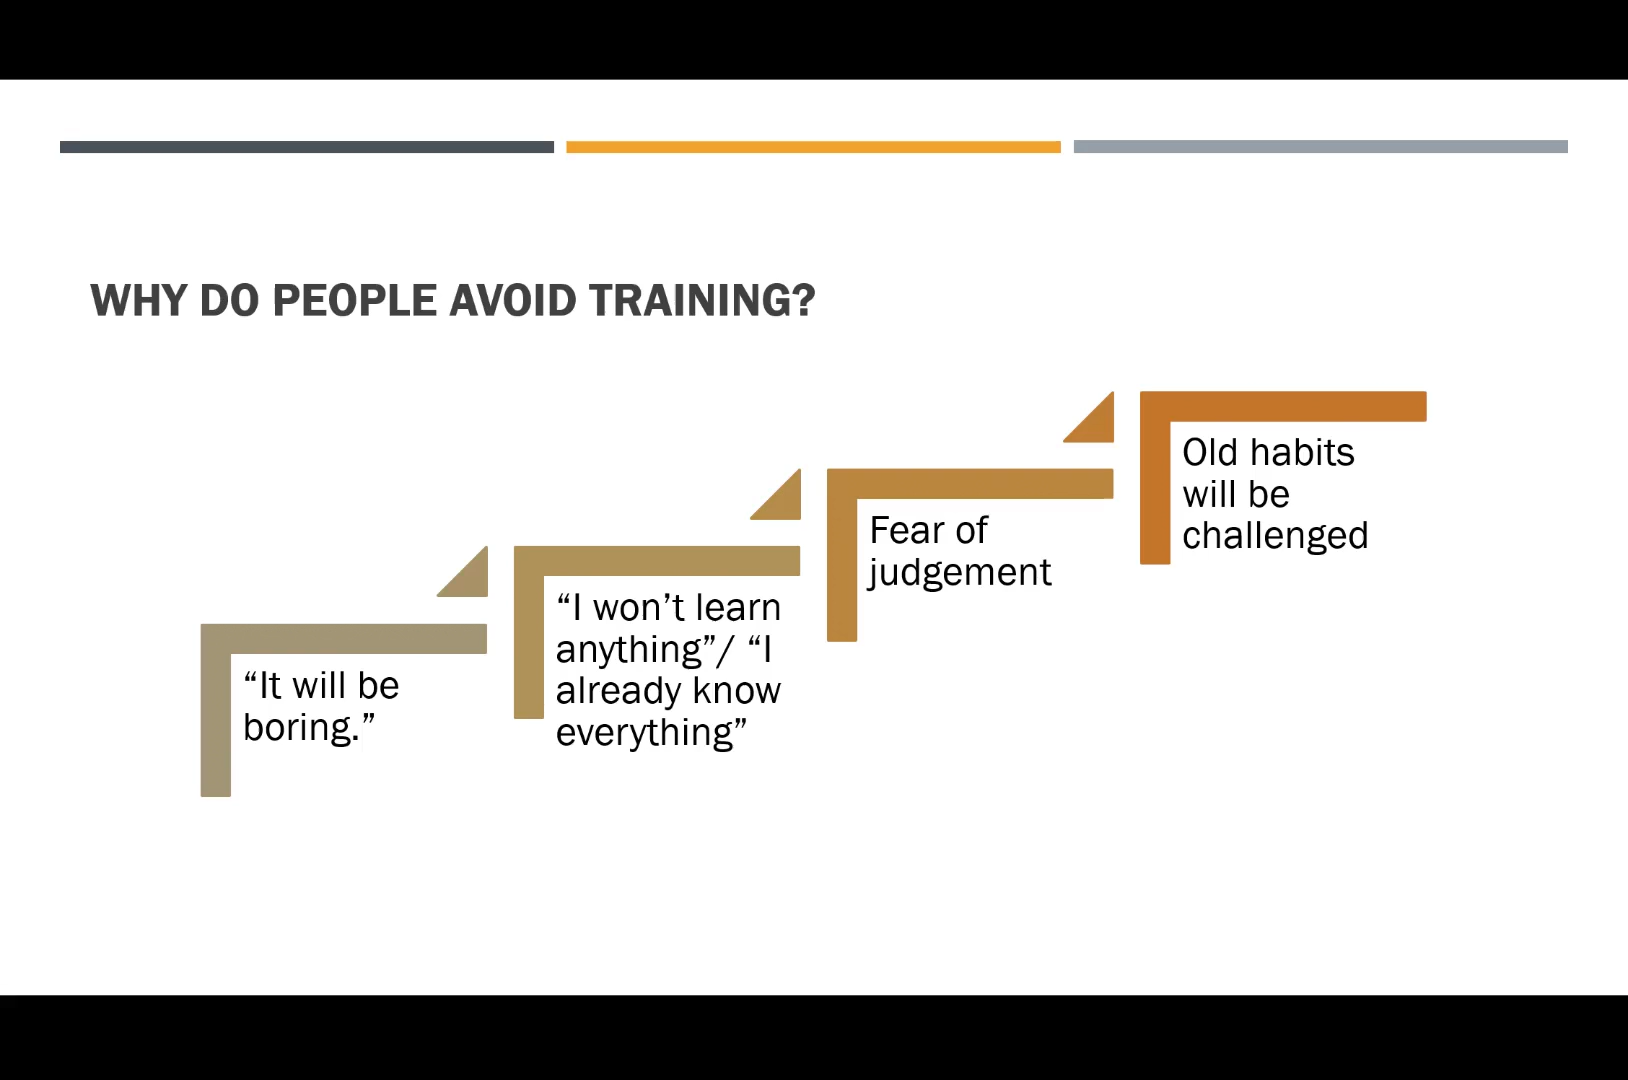 WHY DO PEOPLE AVOID TRAINING?
“It will be
boring.”
“I won’t learn
anything”/ “I
already know
everything”
Fear of
judgement
Old habits
will be
challenged